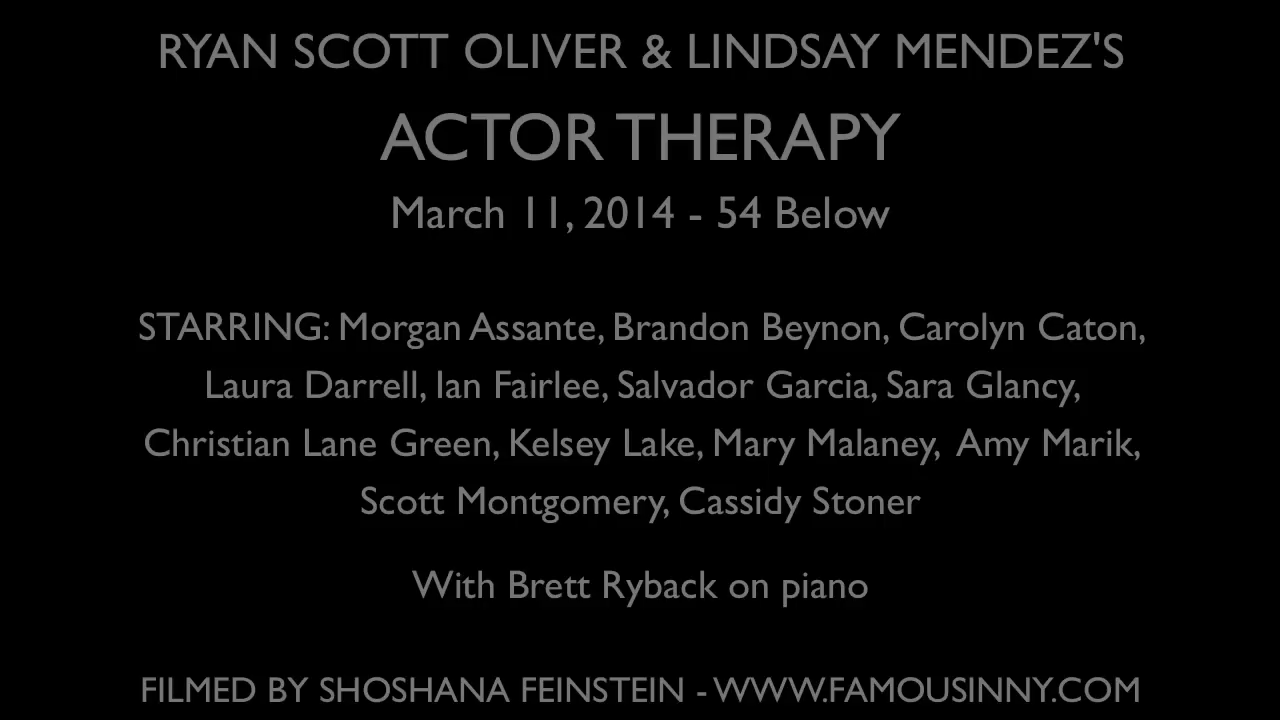 RYAN SCOTT OLIVER & LINDSAY MENDEZ'S
ACTOR THERAPY
March 11, 2014 - 54 Below
STARRING: Morgan Assante, Brandon Beynon, Carolyn Caton,
Laura Darrell, Ian Fairlee, Salvador Garcia, Sara Glancy,
Christian Lane Green, Kelsey Lake, Mary Malaney, Amy Marik,
Scott Montgomery, Cassidy Stoner
With Brett Ryback on piano
FILMED BY SHOSHANA FEINSTEIN - WWW.FAMOUSINNY.COM